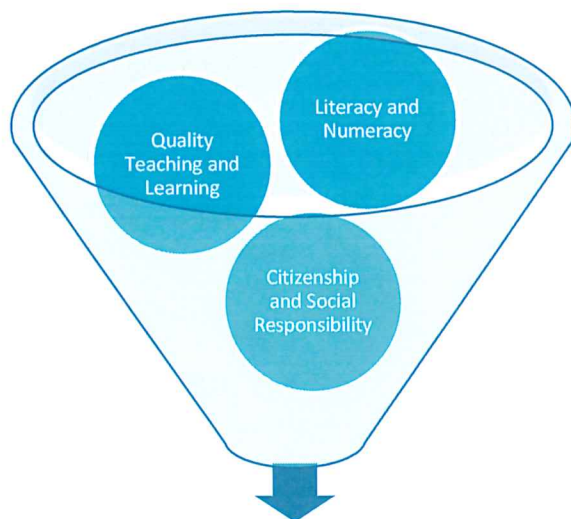 Quality
Teaching and
Learning
Literacy and
Numeracy
Citizenship
and Social
Responsibility